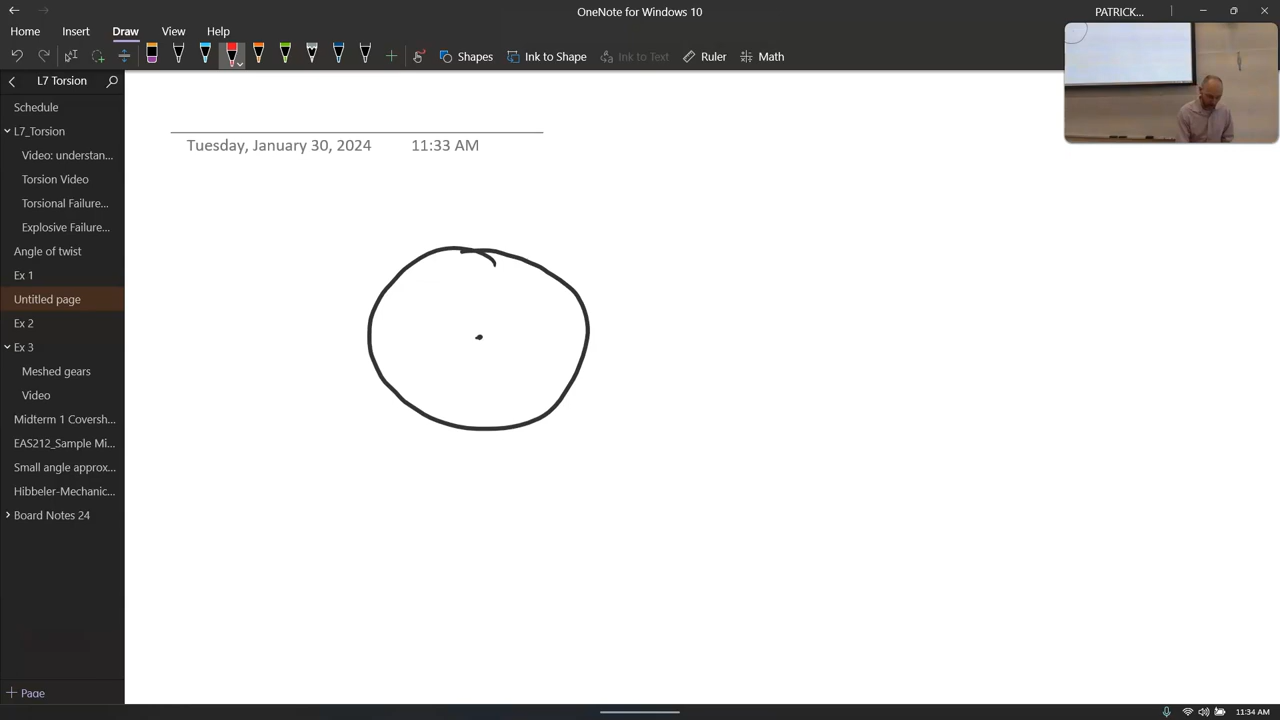 OneNote for Windows 10
PATRICK...
Home Insert Draw View Help
Shapes Ink to Shape Ink to Text Ruler Math
L7 Torsion
Schedule
L7_Torsion
Video: understan...
Torsion Video
Torsional Failure...
Explosive Failure...
Angle of twist
Ex 1
Untitled page
Ex 2
Ex 3
Meshed gears
Video
Midterm 1 Coversh...
EAS212_Sample Mi...
Small angle approx...
Hibbeler-Mechanic...
Board Notes 24
Page
Tuesday, January 30, 2024 11:33 AM
11:34 AM